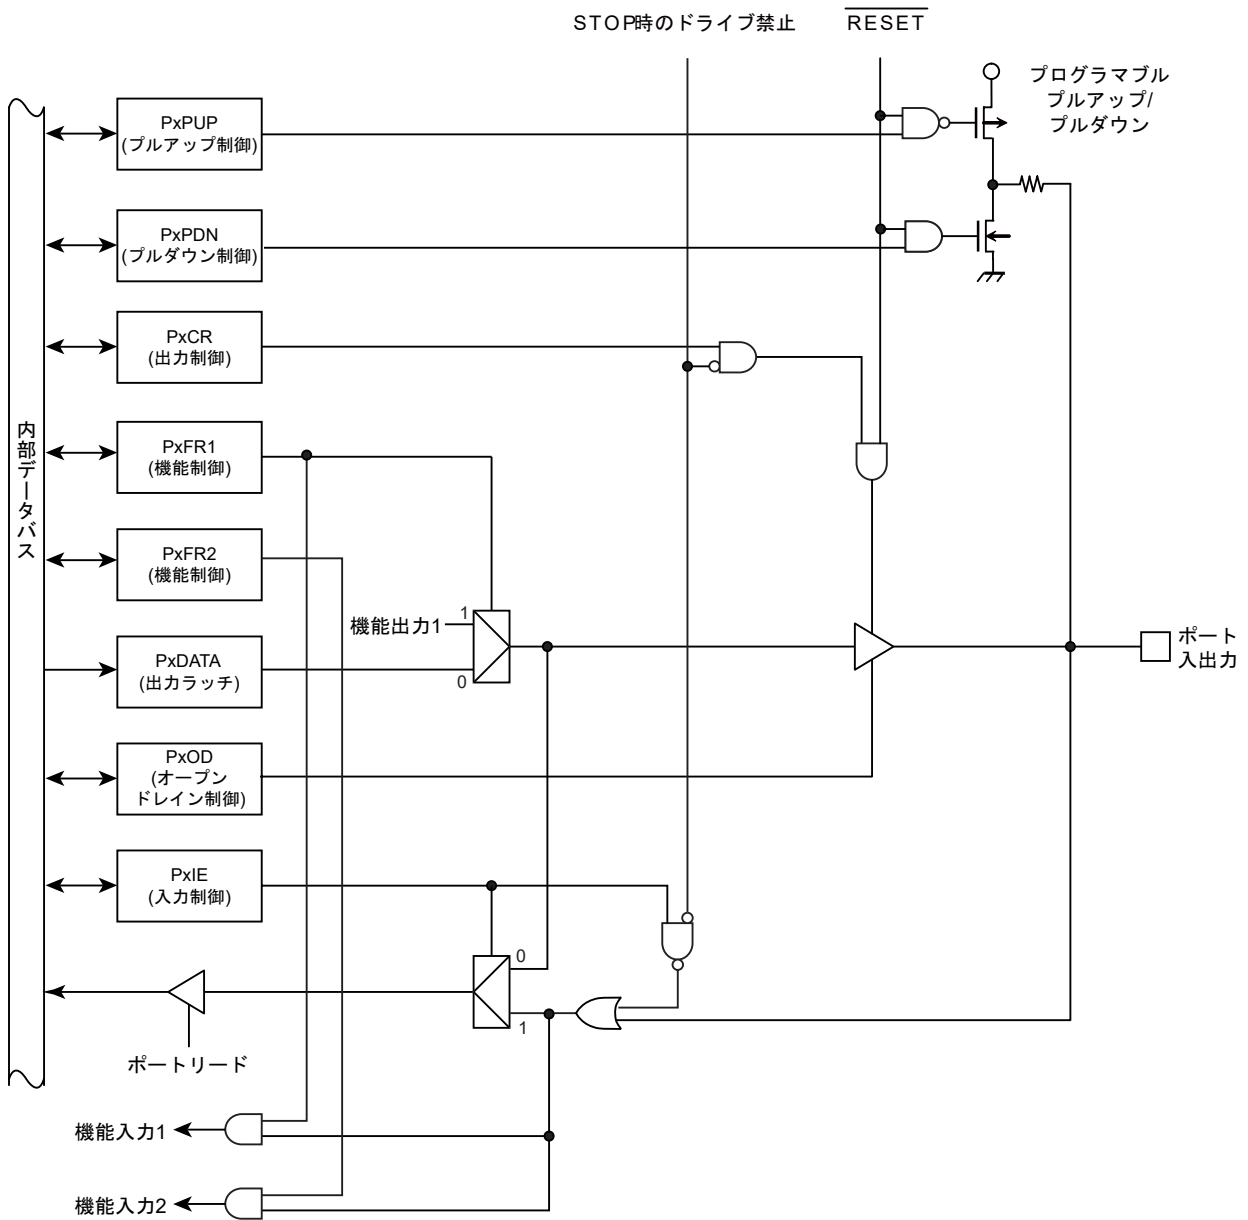 STOP時のドライブ禁止
RESET
プログラマブル
プルアップ/
プルダウン
PxPUP
(プルアップ制御)
PxPDN
(プルダウン制御)
PxCR
(出力制御)
PxFR1
(機能制御)
内部データバス
PxFR2
(機能制御)
機能出力1
1
0
PxDATA
(出力ラッチ)
ポート
入出力
PxOD
(オープン
ドレイン制御)
PxIE
(入力制御)
0
1
ポートリード
機能入力1
機能入力2